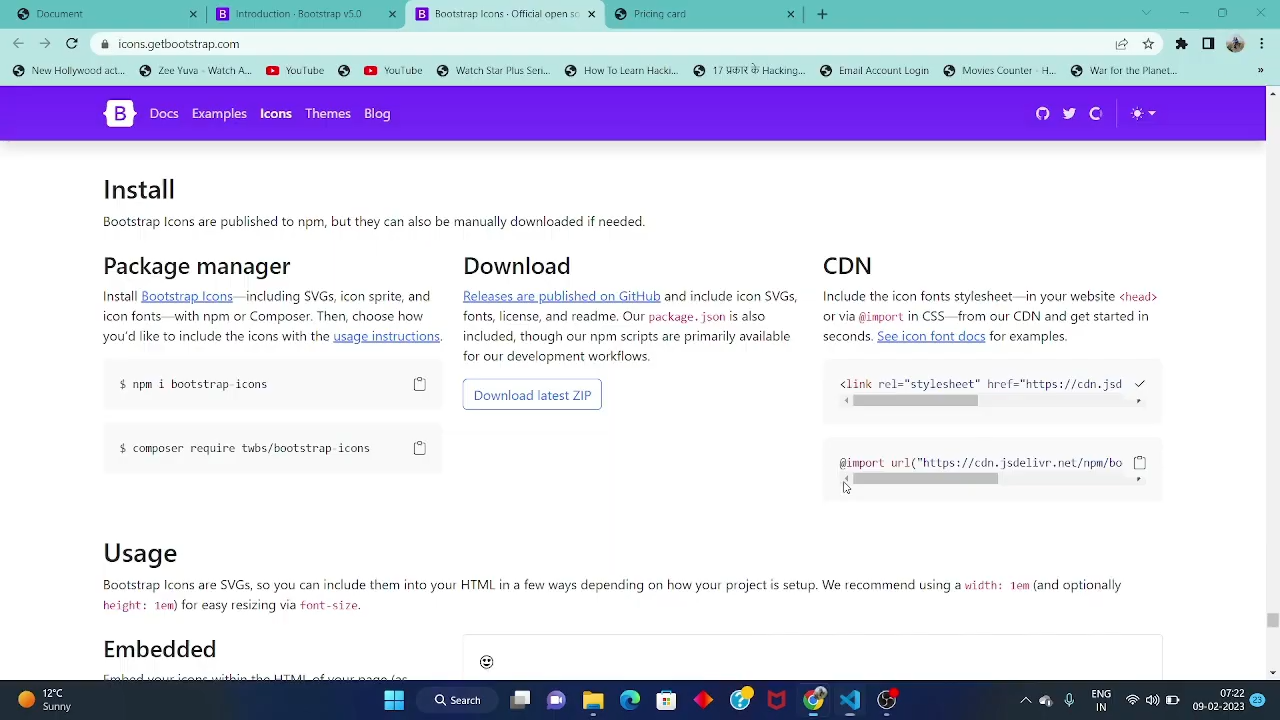 Document
Introduction · Bootstrap v5.0
Bootstrap Icons · Official open so
Pricing card
icons.getbootstrap.com
New Hollywood act...
Zee Yuva - Watch A...
YouTube
YouTube
Watch Star Plus Seri...
How To Learn Hacki...
Hacking...
Email Account Login
Movies Counter - H...
War for the Planet...
»
B
Docs
Examples
Icons
Themes
Blog
Install
Bootstrap Icons are published to npm, but they can also be manually downloaded if needed.
Package manager
Install Bootstrap Icons—including SVGs, icon sprite, and
icon fonts—with npm or Composer. Then, choose how
you'd like to include the icons with the usage instructions.
$ npm i bootstrap-icons
$ composer require twbs/bootstrap-icons
Download
Releases are published on GitHub and include icon SVGs,
fonts, license, and readme. Our package.json is also
included, though our npm scripts are primarily available
for our development workflows.
Download latest ZIP
CDN
Include the icon fonts stylesheet—in your website <head>
or via @import in CSS—from our CDN and get started in
seconds. See icon font docs for examples.
<link rel="stylesheet" href="https://cdn.jsd
@import url("https://cdn.jsdelivr.net/npm/bo
Usage
Bootstrap Icons are SVGs, so you can include them into your HTML in a few ways depending on how your project is setup. We recommend using a width: 1em (and optionally
height: 1em) for easy resizing via font-size.
Embedded
Embed your icons within the HTML of your page (as
12°C
Sunny
Search
ENG
IN
07:22
09-02-2023
23